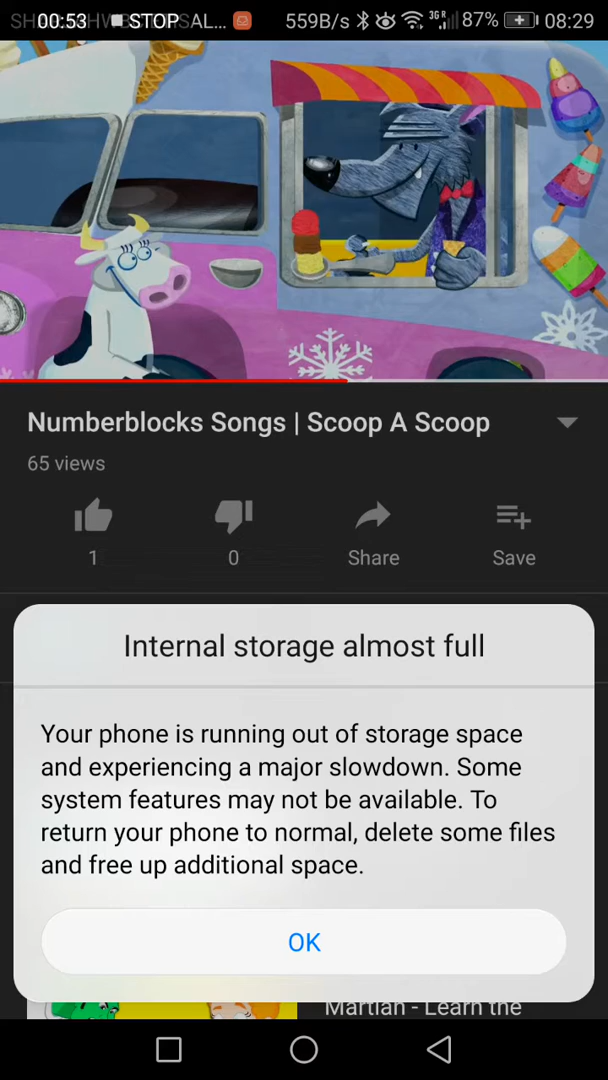 00:53 STOP AL... 559B/s 3G R 87% 08:29
Numberblocks Songs | Scoop A Scoop
65 views
1 0 Share Save
Internal storage almost full
Your phone is running out of storage space
and experiencing a major slowdown. Some
system features may not be available. To
return your phone to normal, delete some files
and free up additional space.
OK
Martian - Learn the